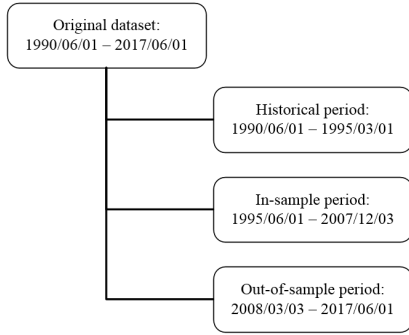 Original dataset:
1990/06/01 – 2017/06/01
Historical period:
1990/06/01 – 1995/03/01
In-sample period:
1995/06/01 – 2007/12/03
Out-of-sample period:
2008/03/03 – 2017/06/01